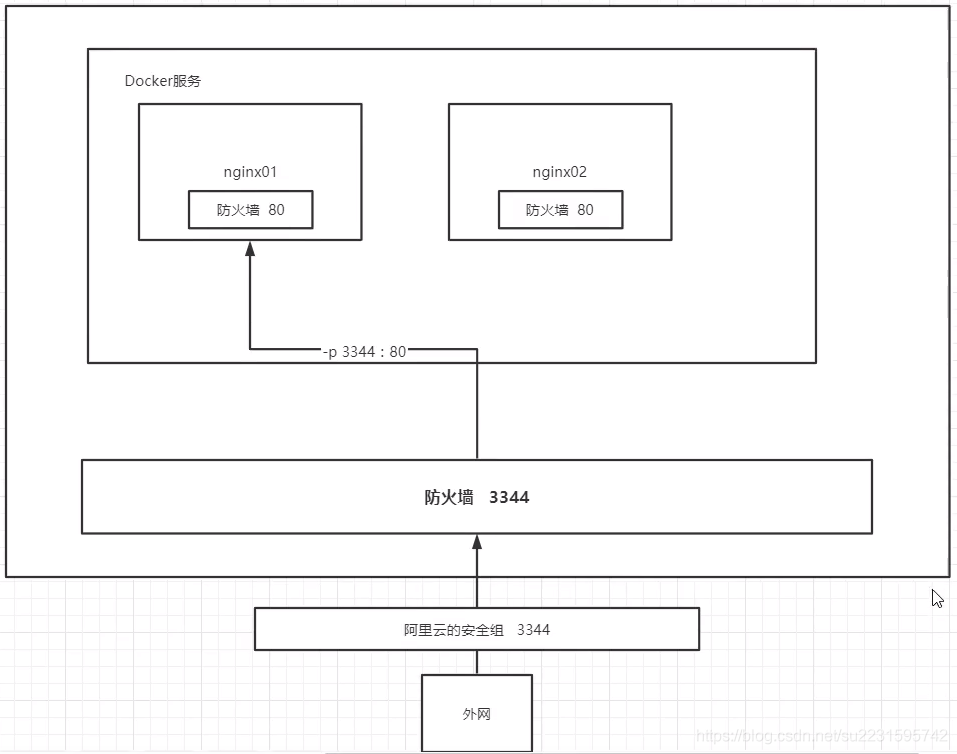 Docker服务
nginx01
nginx02
防火墙 80
防火墙 80
-p 3344：80
防火墙 3344
阿里云的安全组 3344
外网
https://blog.csdn.net/su2231595742